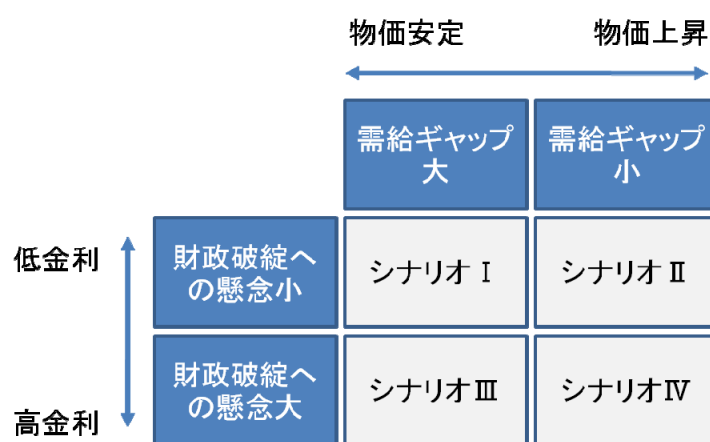 物価安定 物価上昇
需給ギャップ
大
需給ギャップ
小
低金利
財政破綻へ
の懸念小
シナリオⅠ
シナリオⅡ
財政破綻へ
の懸念大
シナリオⅢ
シナリオⅣ
高金利